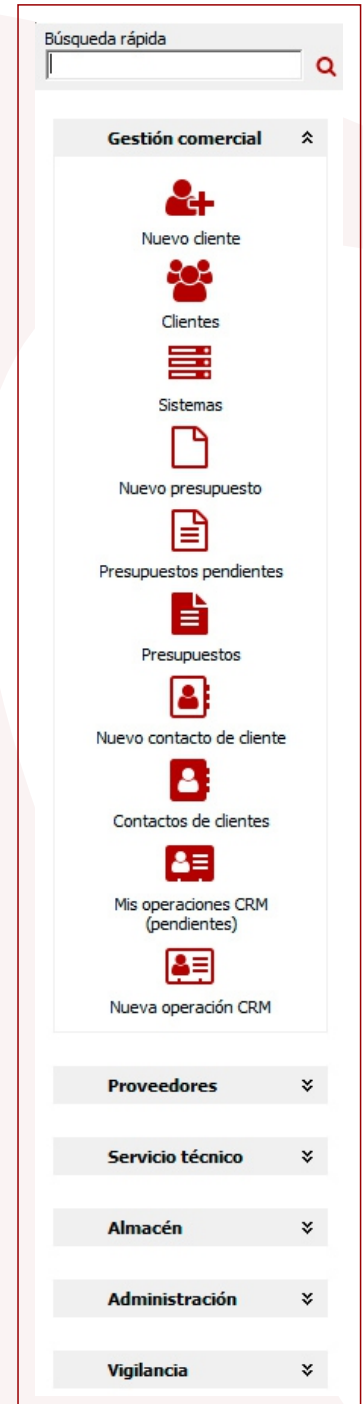 Búsqueda rápida
Gestión comercial
Nuevo cliente
Clientes
Sistemas
Nuevo presupuesto
Presupuestos pendientes
Presupuestos
Nuevo contacto de cliente
Contactos de clientes
Mis operaciones CRM
(pendientes)
Nueva operación CRM
Proveedores
Servicio técnico
Almacén
Administración
Vigilancia